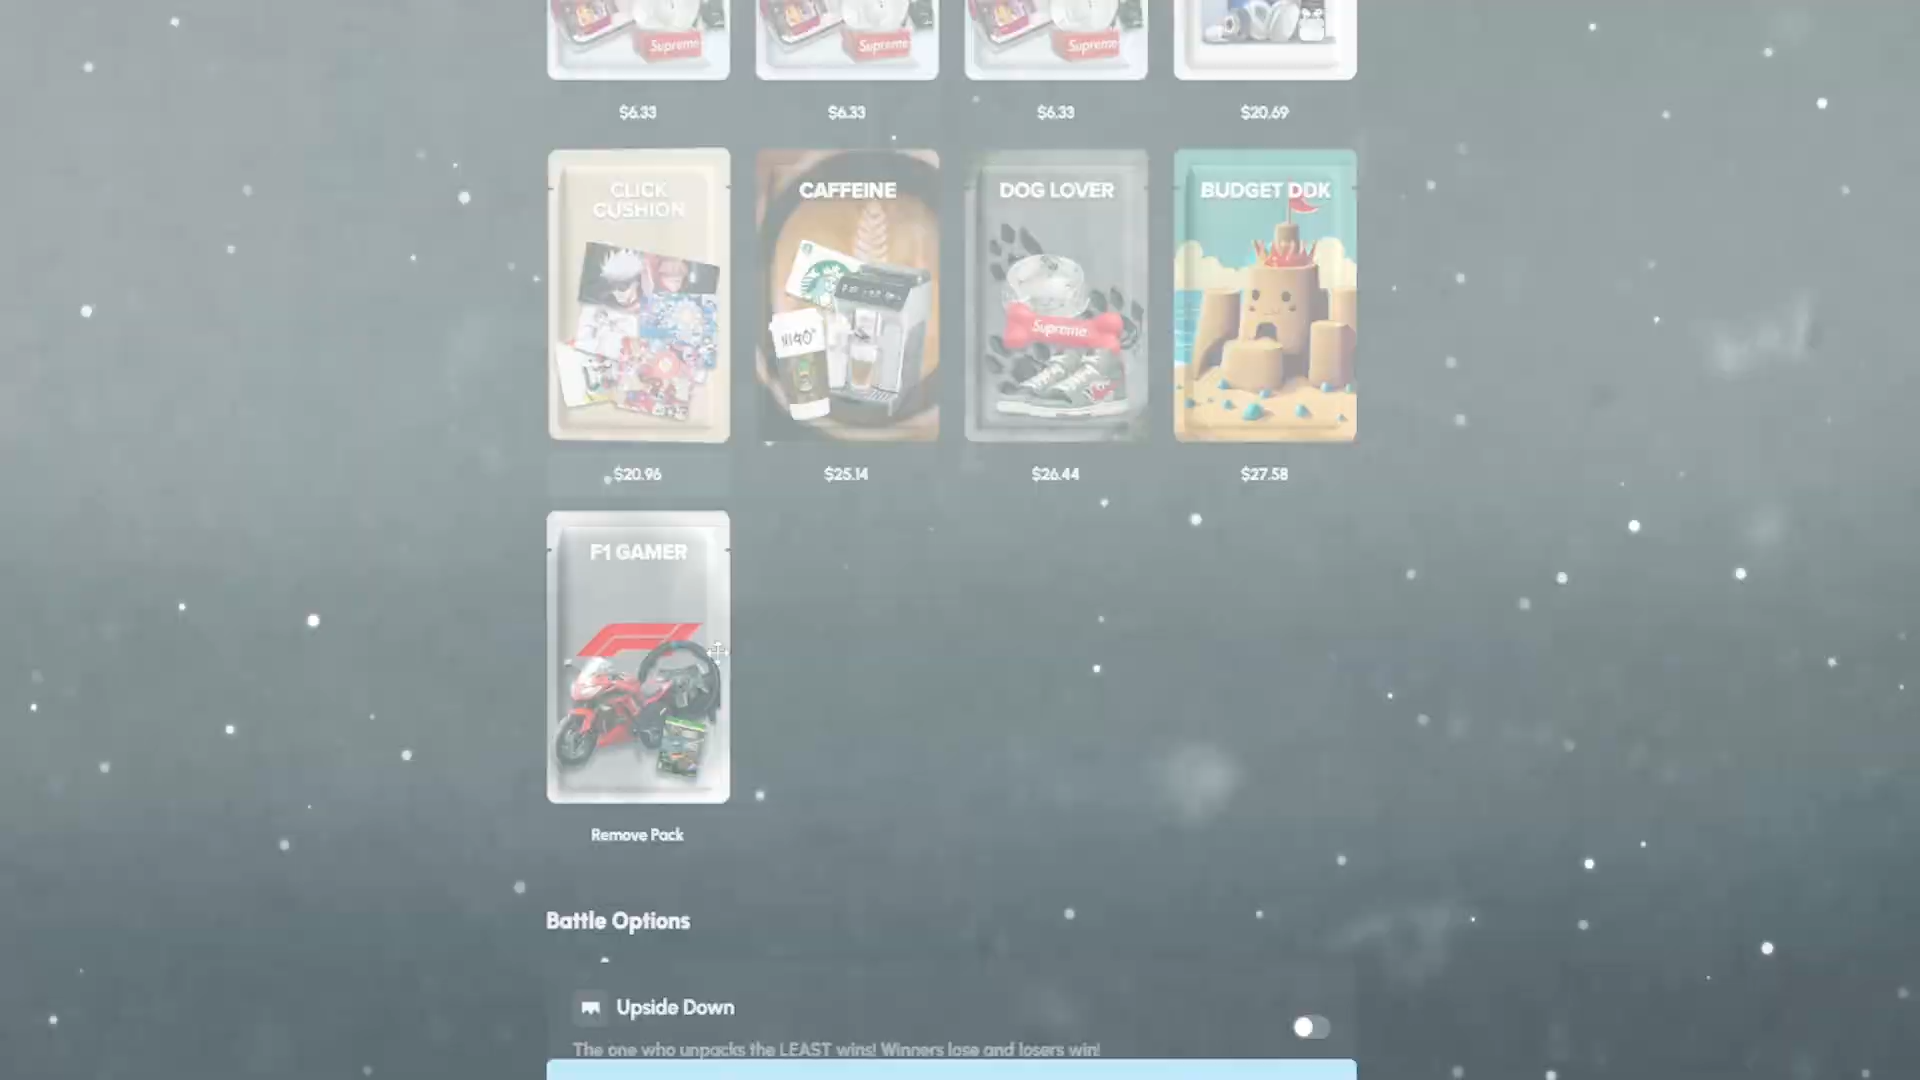 Supreme
Supreme
Supreme
$6.33
$6.33
$6.33
$20.69
CLICK
CUSHION
CAFFEINE
DOG LOVER
BUDGET DDK
Supreme
$20.96
$25.14
$26.44
$27.58
F1 GAMER
Remove Pack
Battle Options
Upside Down
The one who unpacks the LEAST wins! Winners lose and losers win!